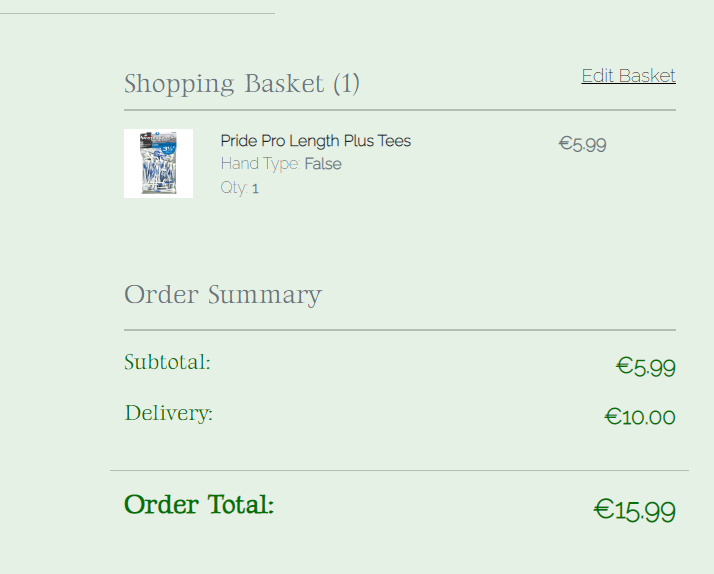 Shopping Basket (1)
Edit Basket
Pride Pro Length Plus Tees
€5.99
Hand Type: False
Qty: 1
Order Summary
Subtotal:
€5.99
Delivery:
€10.00
Order Total:
€15.99